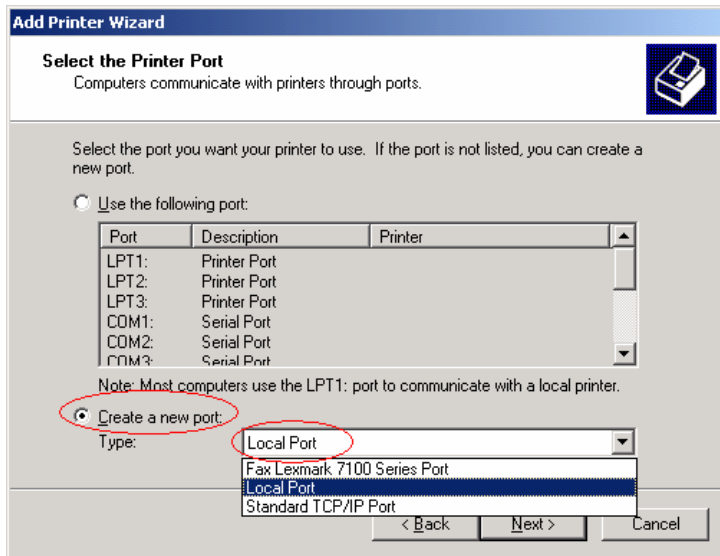 Add Printer Wizard
Select the Printer Port
Computers communicate with printers through ports.
Select the port you want your printer to use. If the port is not listed, you can create a
new port.
Use the following port:
Port Description Printer
LPT1: Printer Port
LPT2: Printer Port
LPT3: Printer Port
COM1: Serial Port
COM2: Serial Port
COM3: Serial Port
Note: Most computers use the LPT1: port to communicate with a local printer.
Create a new port:
Type: Local Port
Fax Lexmark 7100 Series Port
Local Port
Standard TCP/IP Port
< Back Next > Cancel